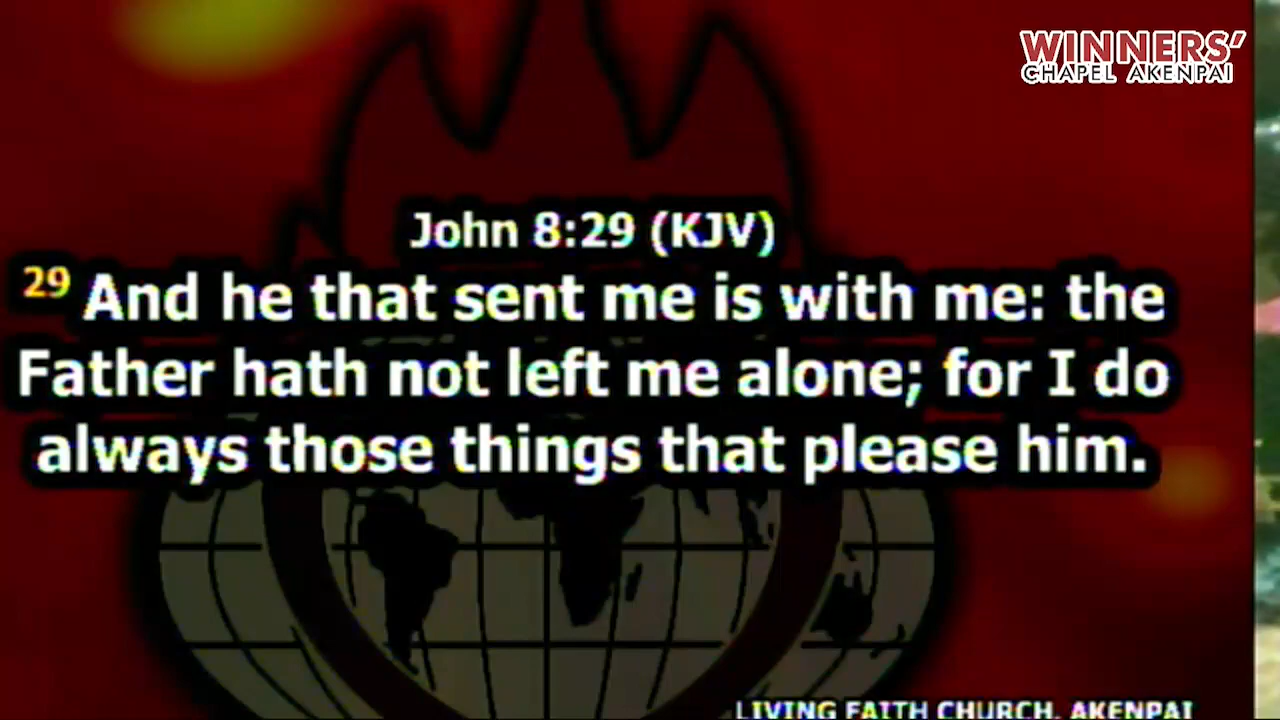 WINNERS'
CHAPEL AKENPAI
John 8:29 (KJV)
29 And he that sent me is with me: the
Father hath not left me alone; for I do
always those things that please him.
LIVING FAITH CHURCH, AKENPAI